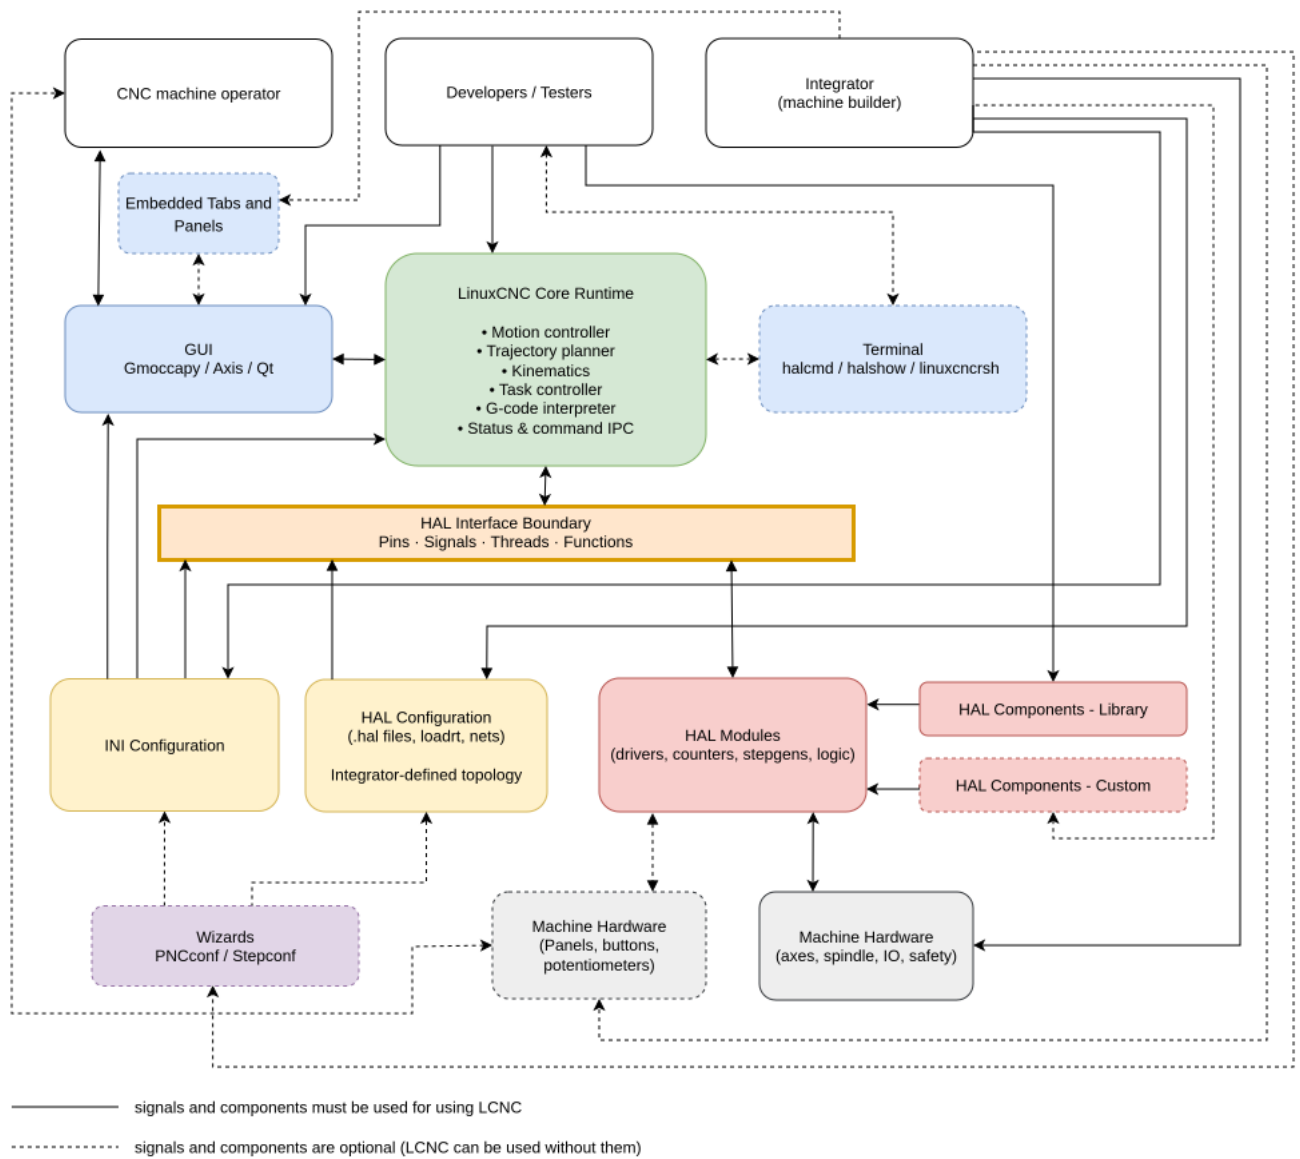 CNC machine operator
Developers / Testers
Integrator
(machine builder)
Embedded Tabs and
Panels
LinuxCNC Core Runtime
• Motion controller
• Trajectory planner
• Kinematics
• Task controller
• G-code interpreter
• Status & command IPC
GUI
Gmoccapy / Axis / Qt
Terminal
halcmd / halshow / linuxcncrsh
HAL Interface Boundary
Pins · Signals · Threads · Functions
INI Configuration
HAL Configuration
(.hal files, loadrt, nets)
Integrator-defined topology
HAL Modules
(drivers, counters, stepgens, logic)
HAL Components - Library
HAL Components - Custom
Wizards
PNCconf / Stepconf
Machine Hardware
(Panels, buttons,
potentiometers)
Machine Hardware
(axes, spindle, IO, safety)
signals and components must be used for using LCNC
signals and components are optional (LCNC can be used without them)